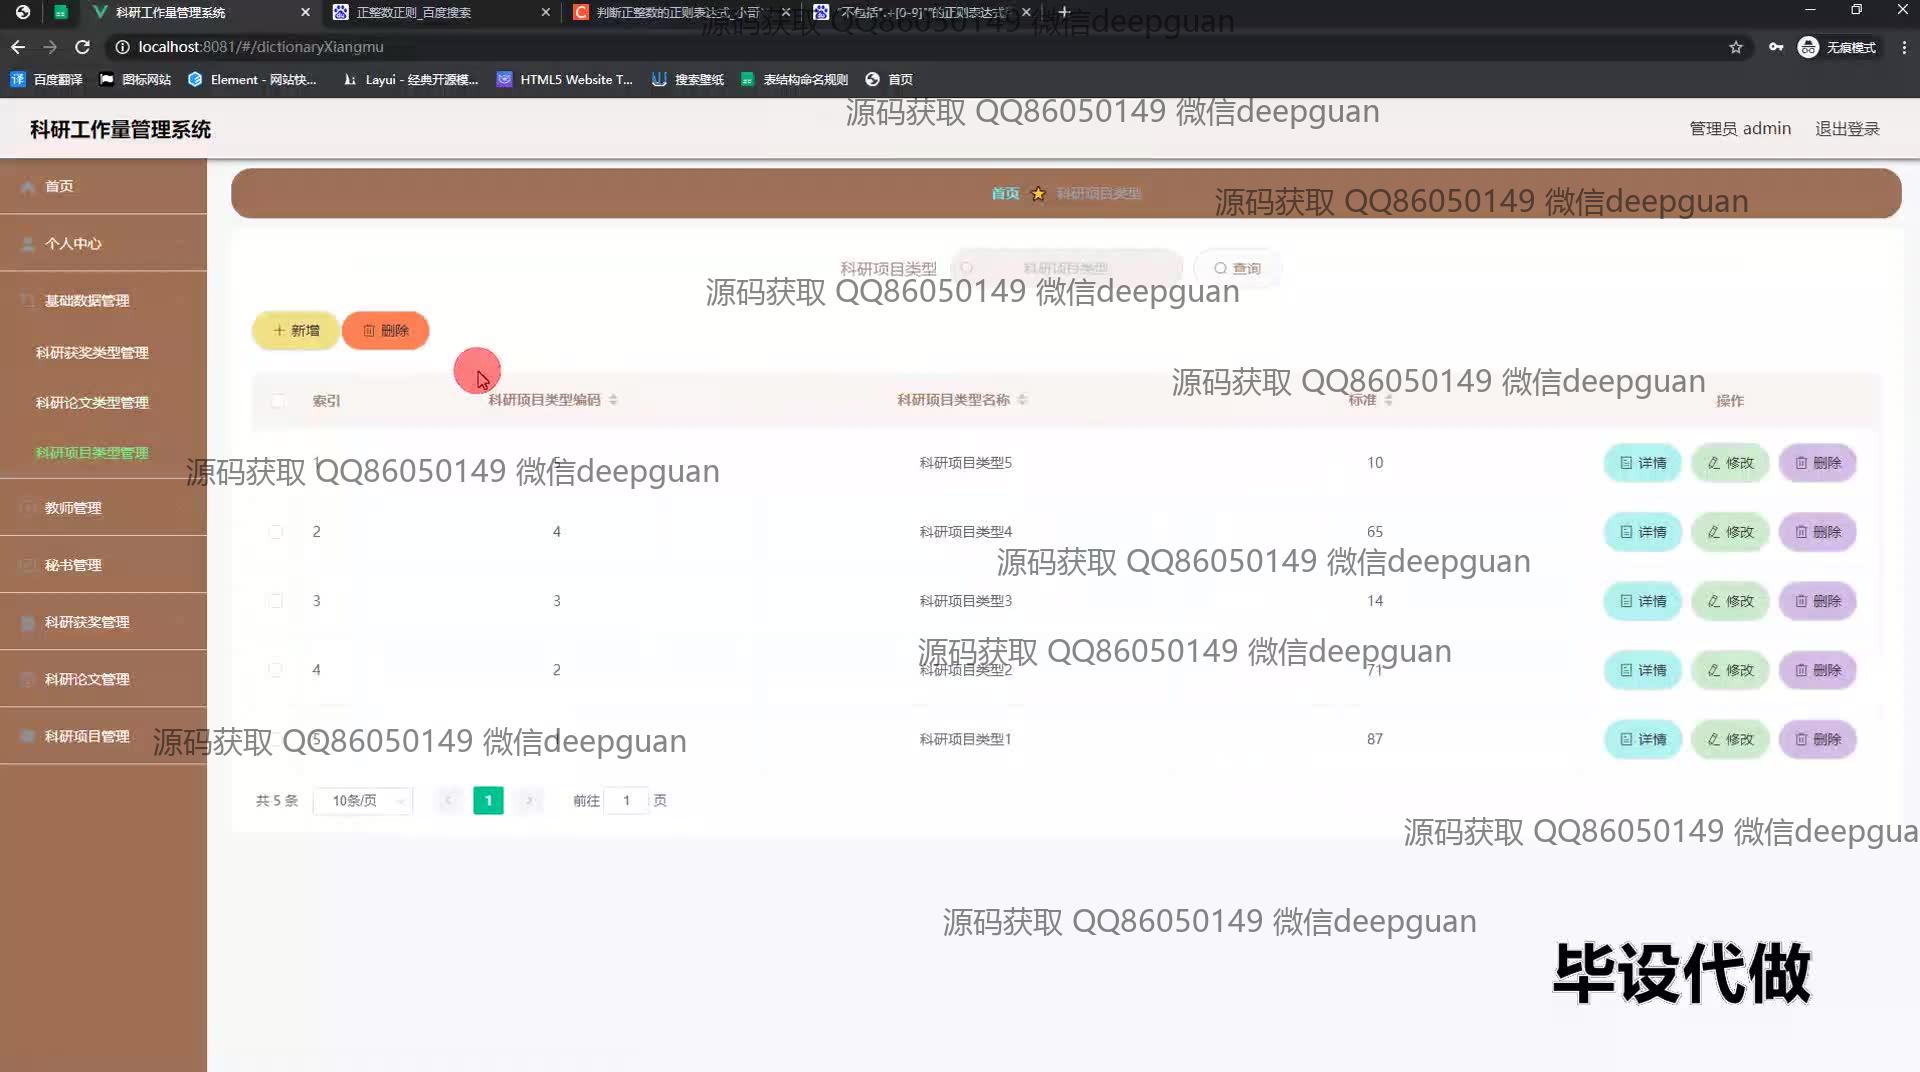 科研工作量管理系统
正整数正则_百度搜索
判断正整数的正则表达式_小哥
"不包括".+[0-9]""的正则表达式
源码获取 QQ86050149 微信deepguan
localhost:8081/#/dictionaryXiangmu
无痕模式
百度翻译
图标网站
Element - 网站快...
Layui - 经典开源模...
HTML5 Website T...
搜索壁纸
表结构命名规则
首页
源码获取 QQ86050149 微信deepguan
科研工作量管理系统
管理员 admin
退出登录
首页
首页 科研项目类型
源码获取 QQ86050149 微信deepguan
个人中心
科研项目类型
科研项目类型
查询
源码获取 QQ86050149 微信deepguan
基础数据管理
新增
删除
科研获奖类型管理
源码获取 QQ86050149 微信deepguan
科研论文类型管理
索引 科研项目类型编码 科研项目类型名称 标准 操作
科研项目类型管理
1 5 科研项目类型5 10 详情 修改 删除
源码获取 QQ86050149 微信deepguan
教师管理
2 4 科研项目类型4 65 详情 修改 删除
源码获取 QQ86050149 微信deepguan
秘书管理
3 3 科研项目类型3 14 详情 修改 删除
科研获奖管理
源码获取 QQ86050149 微信deepguan
4 2 科研项目类型2 71 详情 修改 删除
科研论文管理
科研项目管理
源码获取 QQ86050149 微信deepguan
5 科研项目类型1 87 详情 修改 删除
共 5 条 10条/页 1 前往 1 页
源码获取 QQ86050149 微信deepgua
源码获取 QQ86050149 微信deepguan
毕设代做